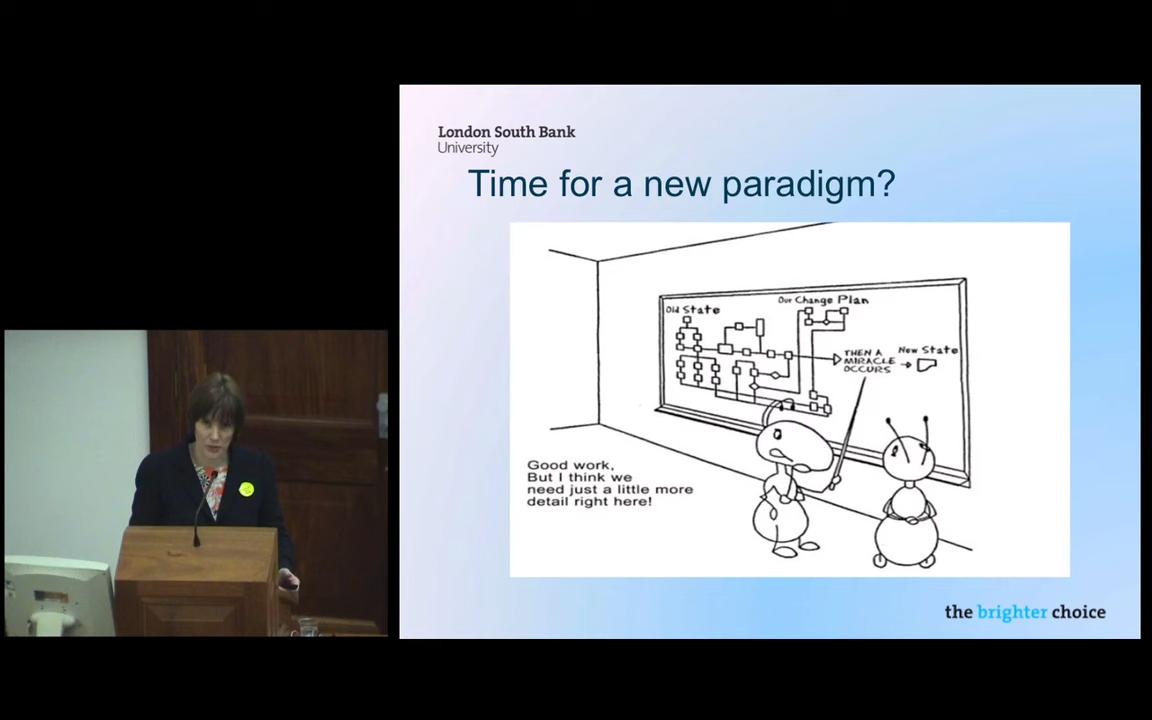 London South Bank
University
Time for a new paradigm?
Old State
Our Change Plan
THEN A
MIRACLE
OCCURS
New State
Good work,
But I think we
need just a little more
detail right here!
the brighter choice